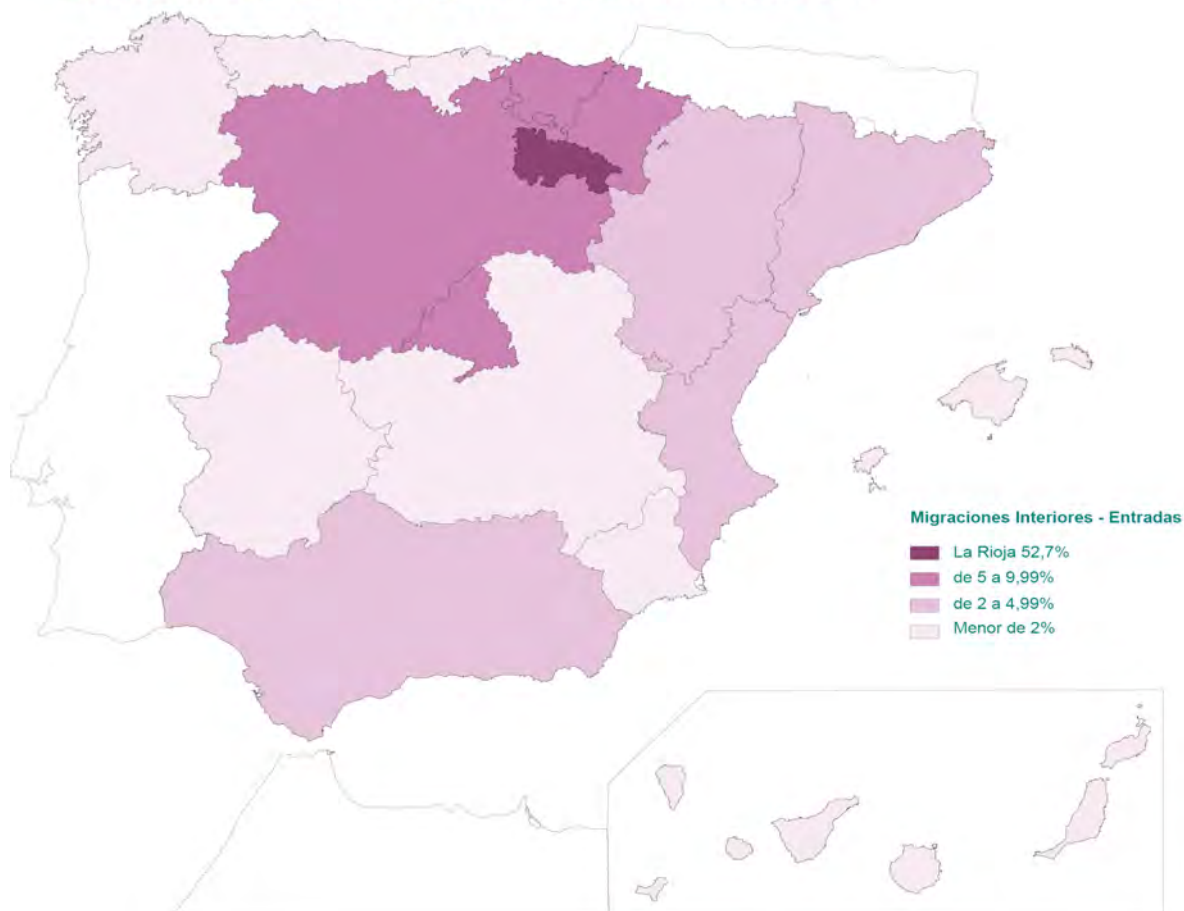 Migraciones Interiores - Entradas
La Rioja 52,7%
de 5 a 9,99%
de 2 a 4,99%
Menor de 2%